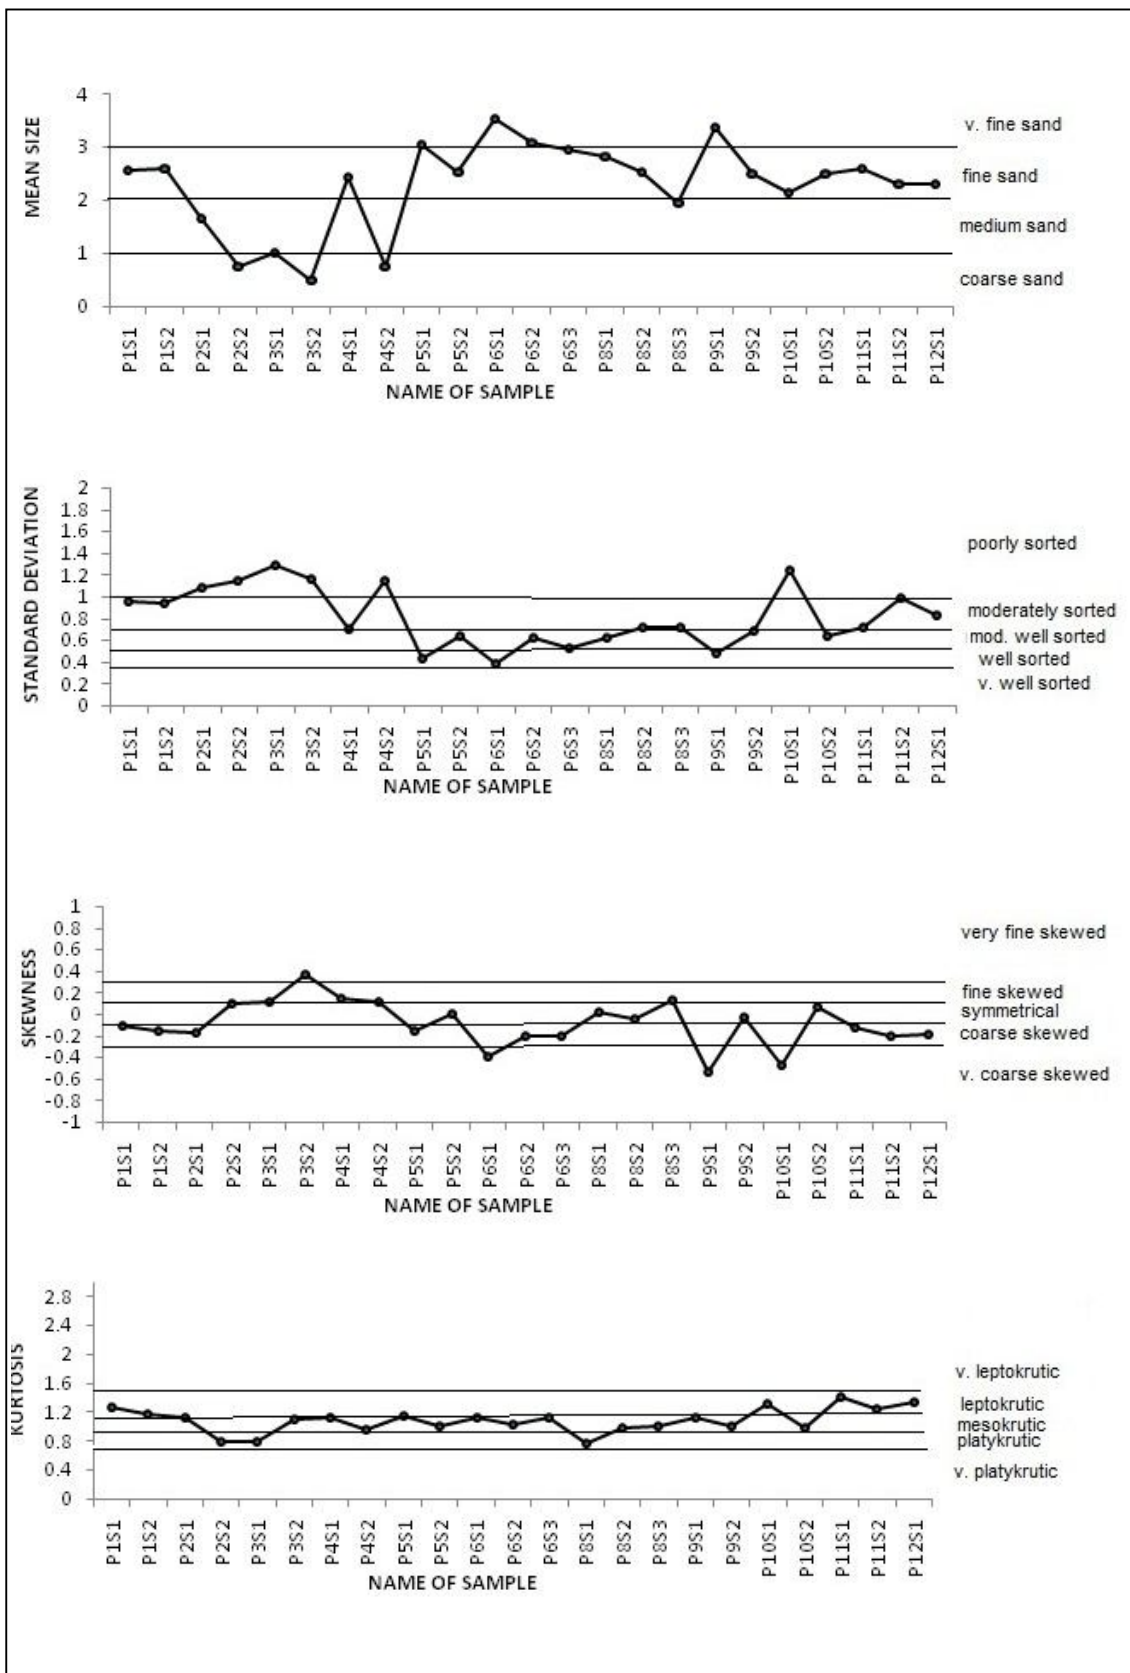 MEAN SIZE
4
3
2
1
0
v. fine sand
fine sand
medium sand
coarse sand
P1S1 P1S2 P2S1 P2S2 P3S1 P3S2 P4S1 P4S2 P5S1 P5S2 P6S1 P6S2 P6S3 P8S1 P8S2 P8S3 P9S1 P9S2 P10S1 P10S2 P11S1 P11S2 P12S1
NAME OF SAMPLE
STANDARD DEVIATION
2
1.8
1.6
1.4
1.2
1
0.8
0.6
0.4
0.2
0
poorly sorted
moderately sorted
mod. well sorted
well sorted
v. well sorted
P1S1 P1S2 P2S1 P2S2 P3S1 P3S2 P4S1 P4S2 P5S1 P5S2 P6S1 P6S2 P6S3 P8S1 P8S2 P8S3 P9S1 P9S2 P10S1 P10S2 P11S1 P11S2 P12S1
NAME OF SAMPLE
SKEWNESS
1
0.8
0.6
0.4
0.2
0
-0.2
-0.4
-0.6
-0.8
-1
very fine skewed
fine skewed
symmetrical
coarse skewed
v. coarse skewed
P1S1 P1S2 P2S1 P2S2 P3S1 P3S2 P4S1 P4S2 P5S1 P5S2 P6S1 P6S2 P6S3 P8S1 P8S2 P8S3 P9S1 P9S2 P10S1 P10S2 P11S1 P11S2 P12S1
NAME OF SAMPLE
KURTOSIS
2.8
2.4
2
1.6
1.2
0.8
0.4
0
v. leptokrutic
leptokrutic
mesokrutic
platykrutic
v. platykrutic
P1S1 P1S2 P2S1 P2S2 P3S1 P3S2 P4S1 P4S2 P5S1 P5S2 P6S1 P6S2 P6S3 P8S1 P8S2 P8S3 P9S1 P9S2 P10S1 P10S2 P11S1 P11S2 P12S1
NAME OF SAMPLE